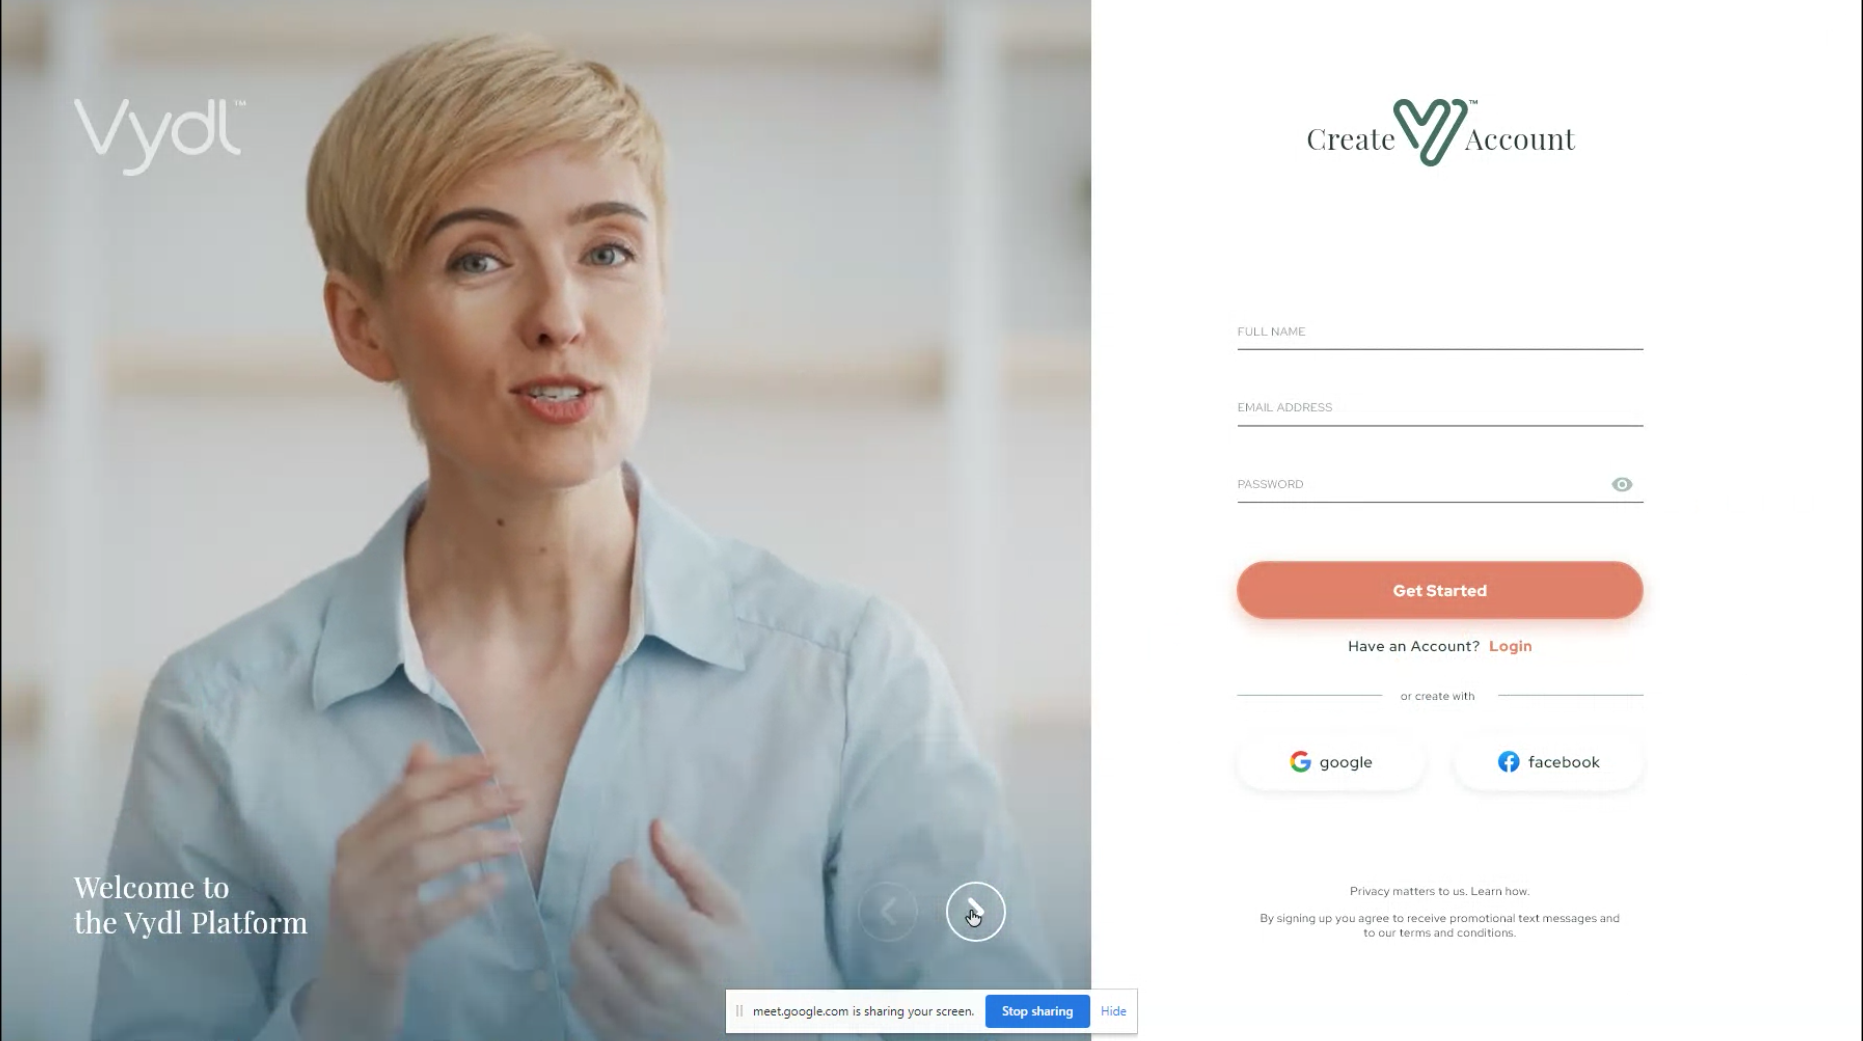 Vydl™
Create Account
™
FULL NAME
EMAIL ADDRESS
PASSWORD
Get Started
Have an Account? Login
or create with
google
facebook
Welcome to
the Vydl Platform
Privacy matters to us. Learn how.
By signing up you agree to receive promotional text messages and
to our terms and conditions.
meet.google.com is sharing your screen. Stop sharing Hide